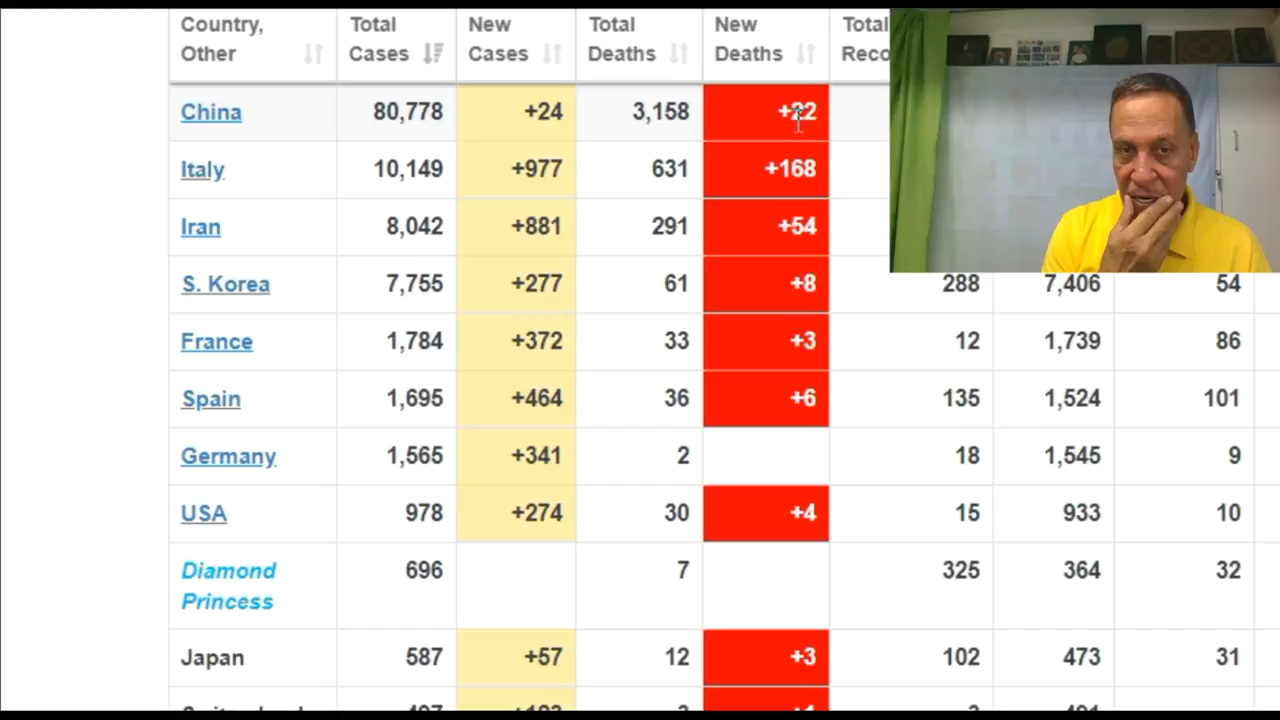 Country, Other Total Cases New Cases Total Deaths New Deaths Total
China 80,778 +24 3,158 +22
Italy 10,149 +977 631 +168
Iran 8,042 +881 291 +54
S. Korea 7,755 +277 61 +8 288 7,406 54
France 1,784 +372 33 +3 12 1,739 86
Spain 1,695 +464 36 +6 135 1,524 101
Germany 1,565 +341 2 18 1,545 9
USA 978 +274 30 +4 15 933 10
Diamond Princess 696 7 325 364 32
Japan 587 +57 12 +3 102 473 31